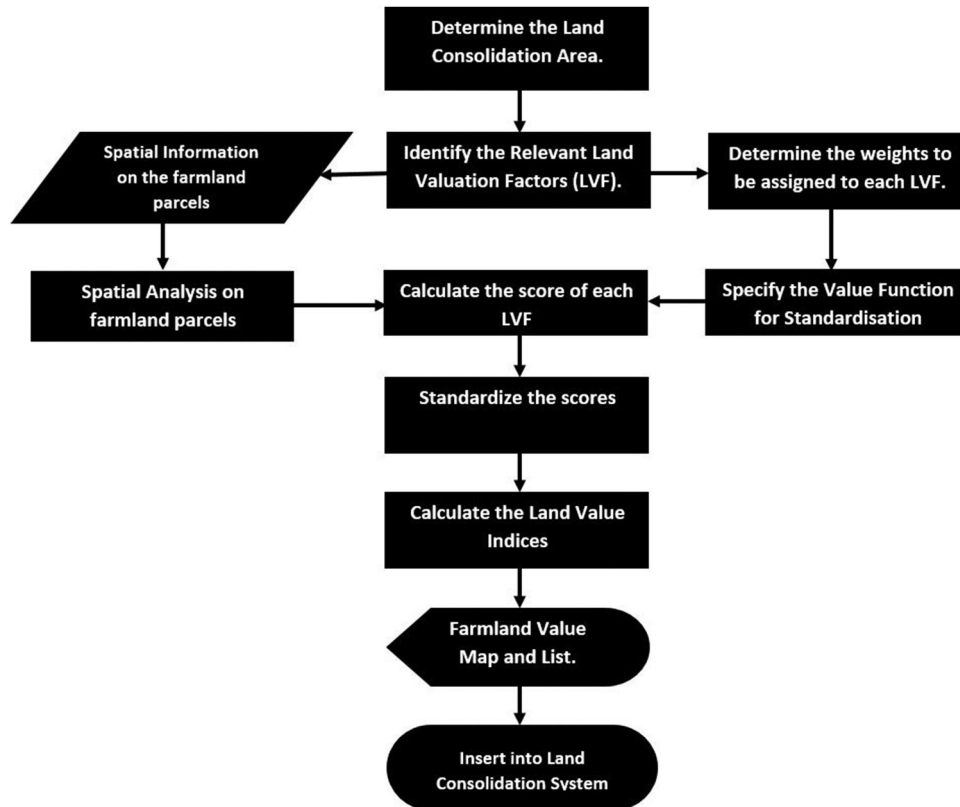 Determine the Land
Consolidation Area.
Spatial Information
on the farmland
parcels
Identify the Relevant Land
Valuation Factors (LVF).
Determine the weights to
be assigned to each LVF.
Spatial Analysis on
farmland parcels
Calculate the score of each
LVF
Specify the Value Function
for Standardisation
Standardize the scores
Calculate the Land Value
Indices
Farmland Value
Map and List.
Insert into Land
Consolidation System